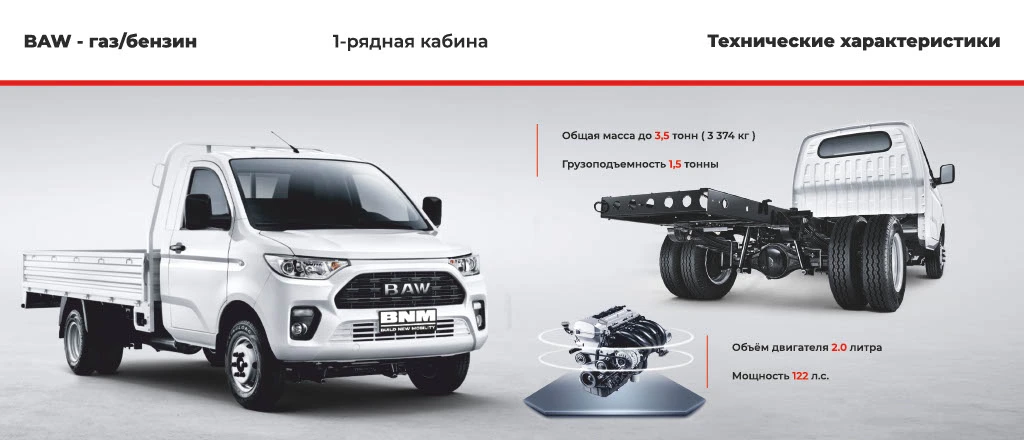 BAW - газ/бензин
1-рядная кабина
Технические характеристики
Общая масса до 3,5 тонн ( 3 374 кг )
Грузоподъемность 1,5 тонны
BAW
BNM
BUILD NEW MOBILITY
Объём двигателя 2.0 литра
Мощность 122 л.с.